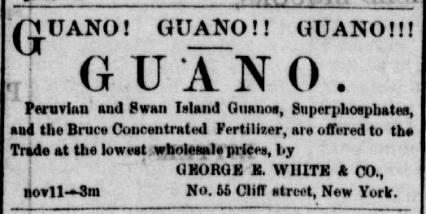 GUANO! GUANO!! GUANO!!!
GUANO.
Peruvian and Swan Island Guanos, Superphosphates,
and the Bruce Concentrated Fertilizer, are offered to the
Trade at the lowest wholesale prices, by
GEORGE E. WHITE & CO.,
nov11-3m No. 55 Cliff street, New York.